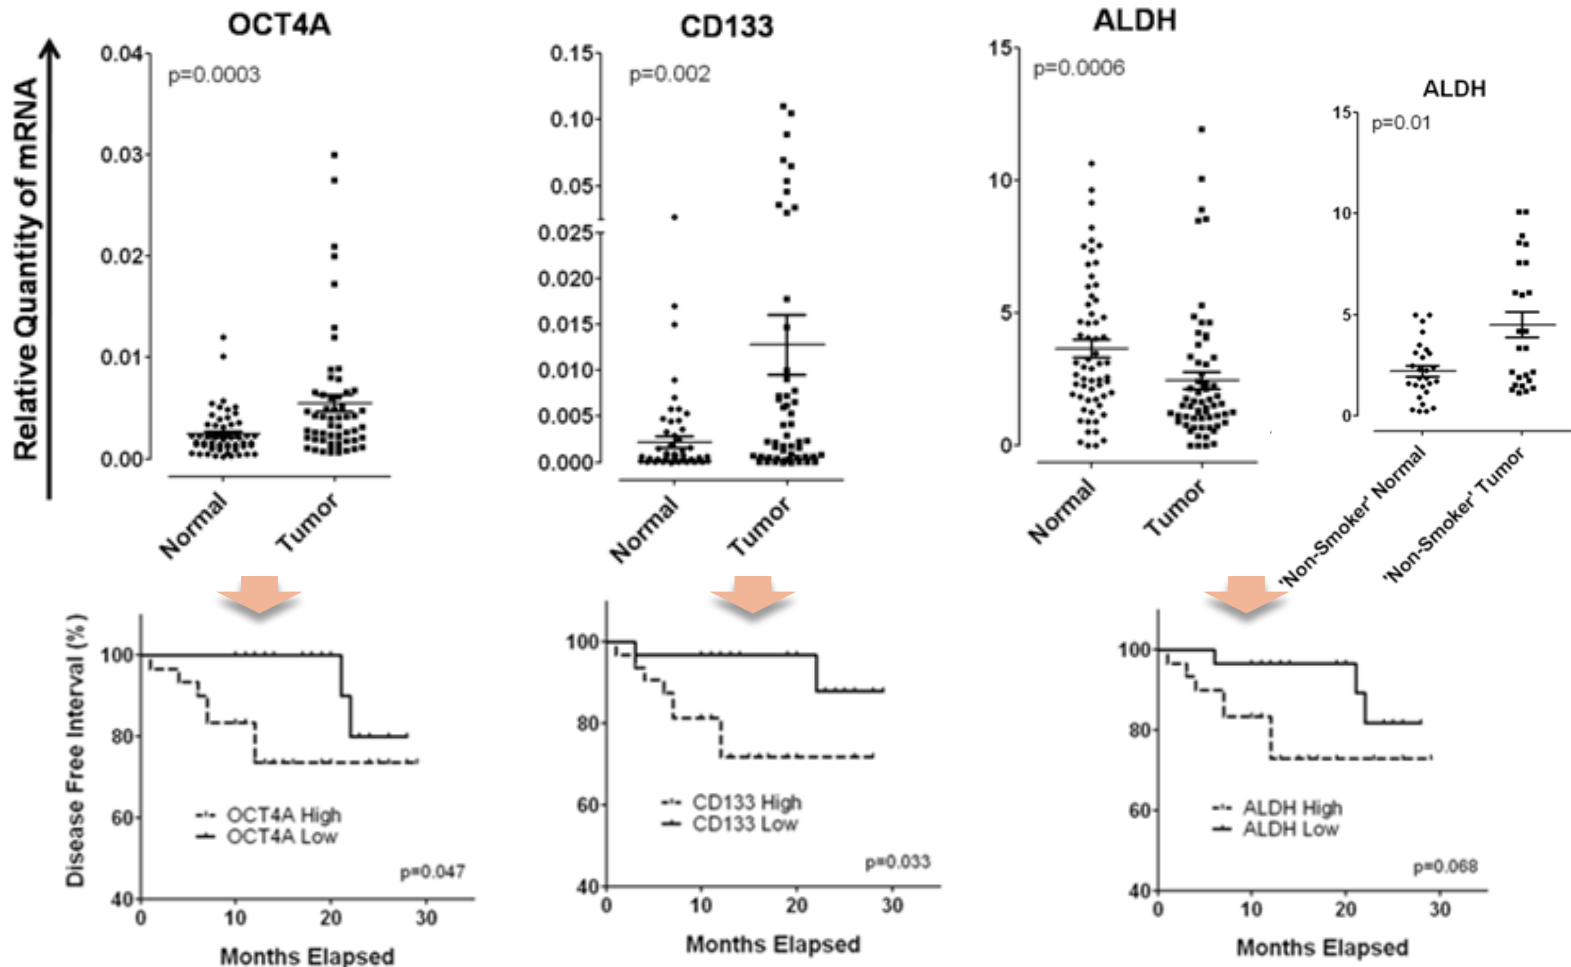 OCT4A
CD133
ALDH
Relative Quantity of mRNA
0.04
0.03
0.02
0.01
0.00
p=0.0003
Normal
Tumor
0.15
0.10
0.05
0.025
0.020
0.015
0.010
0.005
0.000
p=0.002
Normal
Tumor
15
10
5
0
p=0.0006
Normal
Tumor
ALDH
15
10
5
0
p=0.01
'Non-Smoker' Normal
'Non-Smoker' Tumor
Disease Free Interval (%)
100
80
60
40
OCT4A High
OCT4A Low
p=0.047
0 10 20 30
Months Elapsed
100
80
60
40
CD133 High
CD133 Low
p=0.033
0 10 20 30
Months Elapsed
100
80
60
40
ALDH High
ALDH Low
p=0.068
0 10 20 30
Months Elapsed